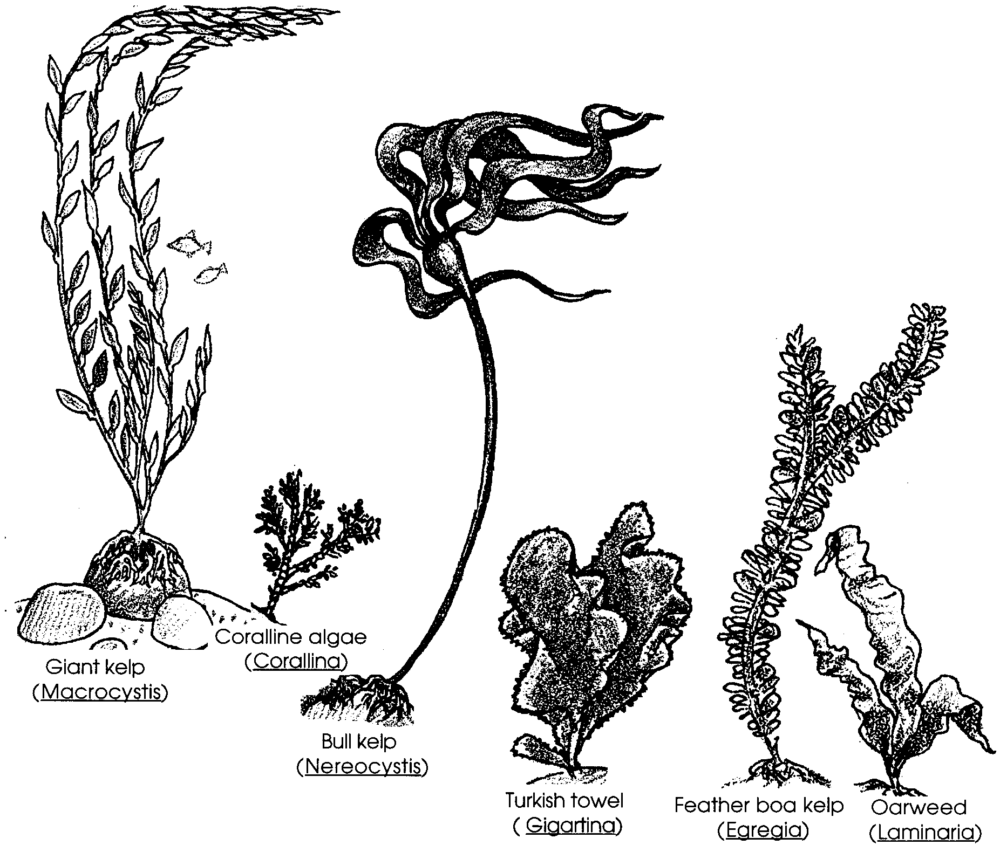 Coralline algae
(Corallina)
Giant kelp
(Macrocystis)
Bull kelp
(Nereocystis)
Turkish towel
( Gigartina)
Feather boa kelp
(Egregia)
Oarweed
(Laminaria)